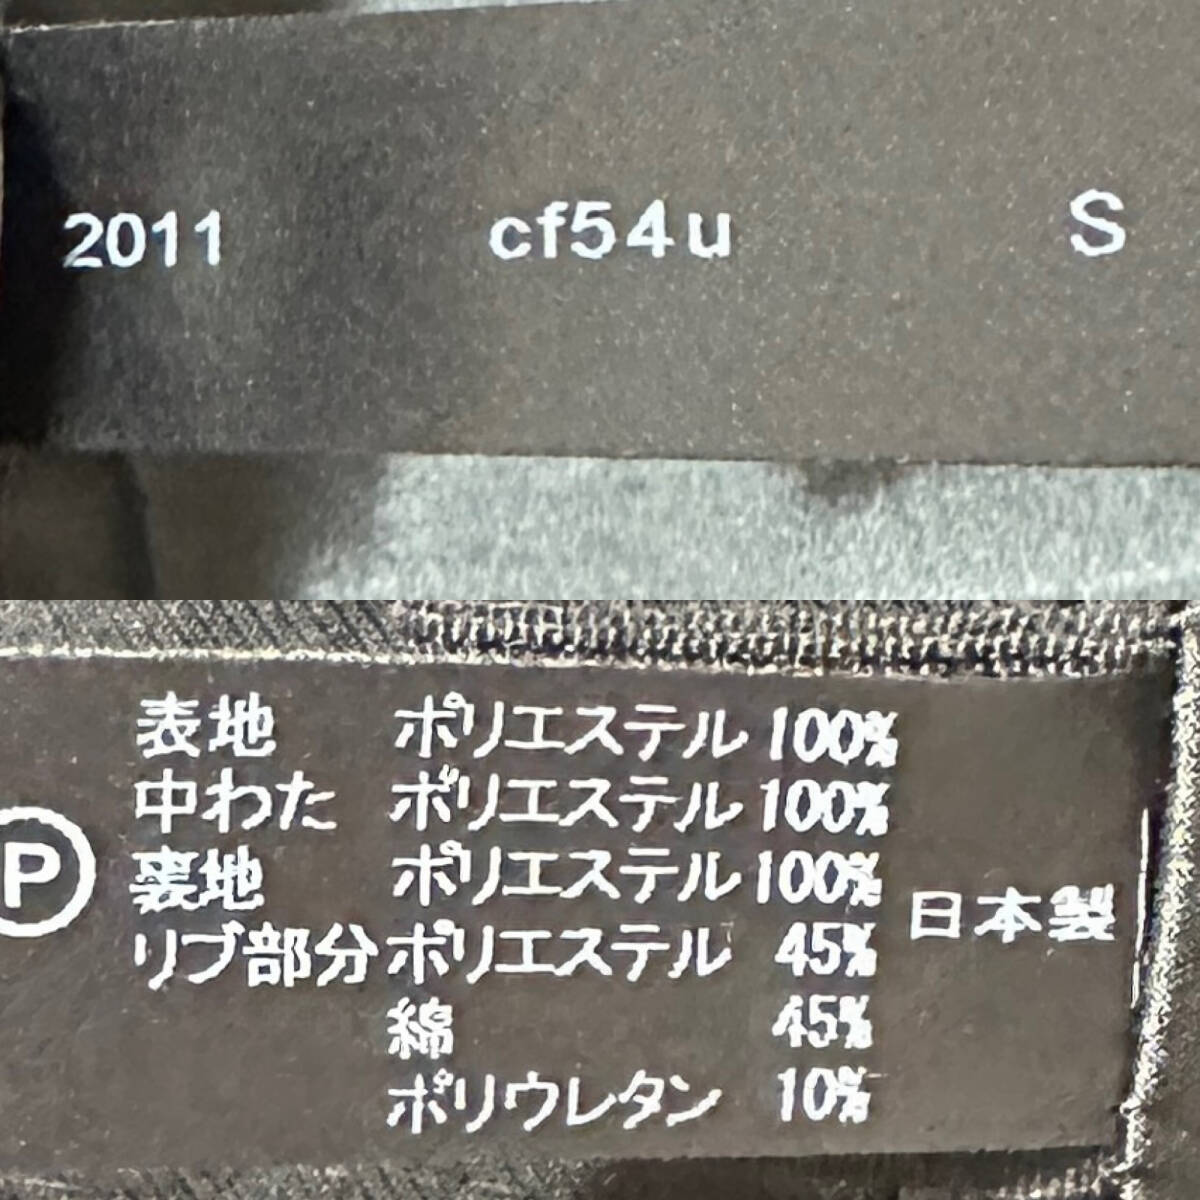 2011 cf54u S
表地 ポリエステル 100%
中わた ポリエステル 100%
P
裏地 ポリエステル 100%
日本製
リブ部分 ポリエステル 45%
綿 45%
ポリウレタン 10%